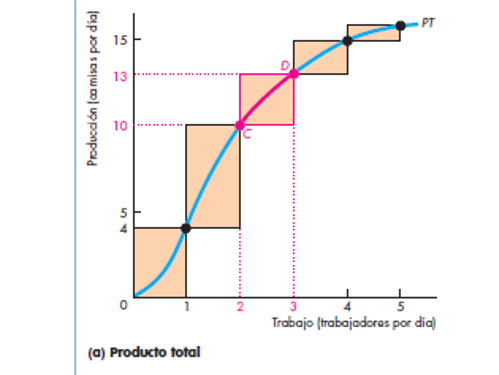 Producción (camisas por día)
15
13
10
5
4
0
D
C
PT
1 2 3 4 5
Trabajo (trabajadores por día)
(a) Producto total